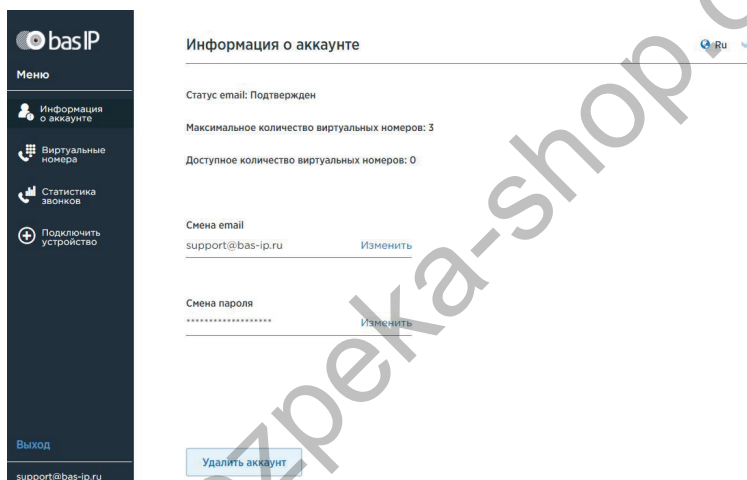 bas IP
Меню
Информация
о аккаунте
Виртуальные
номера
Статистика
звонков
Подключить
устройство
Выход
support@bas-ip.ru
Информация о аккаунте
Ru
Статус email: Подтвержден
Максимальное количество виртуальных номеров: 3
Доступное количество виртуальных номеров: 0
Смена email
support@bas-ip.ru Изменить
Смена пароля
******************* Изменить
Удалить аккаунт
zpeka-shop.